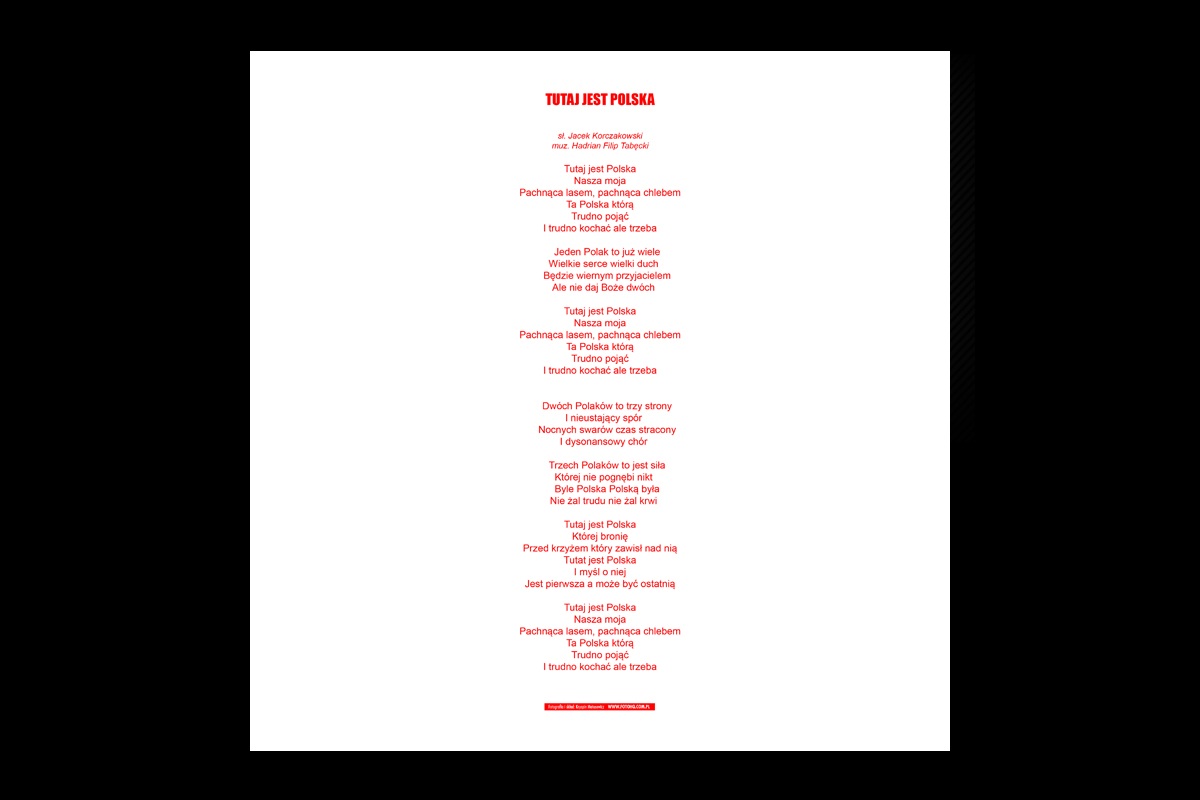 TUTAJ JEST POLSKA
sł. Jacek Korczakowski
muz. Hadrian Filip Tabęcki
Tutaj jest Polska
Nasza moja
Pachnąca lasem, pachnąca chlebem
Ta Polska którą
Trudno pojąć
I trudno kochać ale trzeba
Jeden Polak to już wiele
Wielkie serce wielki duch
Będzie wiernym przyjacielem
Ale nie daj Boże dwóch
Tutaj jest Polska
Nasza moja
Pachnąca lasem, pachnąca chlebem
Ta Polska którą
Trudno pojąć
I trudno kochać ale trzeba
Dwóch Polaków to trzy strony
I nieustający spór
Nocnych swarów czas stracony
I dysonansowy chór
Trzech Polaków to jest siła
Której nie pognębi nikt
Byle Polska Polską była
Nie żal trudu nie żal krwi
Tutaj jest Polska
Której bronię
Przed krzyżem który zawisł nad nią
Tutat jest Polska
I myśl o niej
Jest pierwsza a może być ostatnią
Tutaj jest Polska
Nasza moja
Pachnąca lasem, pachnąca chlebem
Ta Polska którą
Trudno pojąć
I trudno kochać ale trzeba
Fotografie i skład